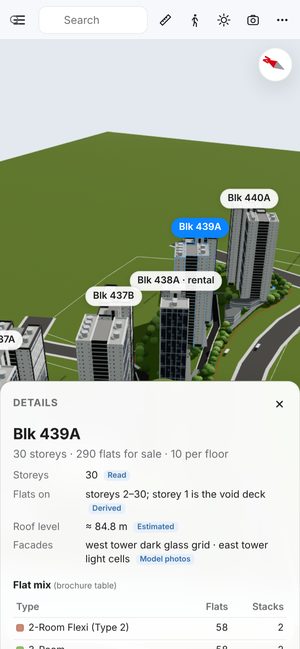 Search
Blk 440A
Blk 439A
Blk 438A · rental
Blk 437B
37A
DETAILS
Blk 439A
30 storeys · 290 flats for sale · 10 per floor
Storeys 30 Read
Flats on storeys 2–30; storey 1 is the void deck
Derived
Roof level ≈ 84.8 m Estimated
Facades west tower dark glass grid · east tower
light cells Model photos
Flat mix (brochure table)
Type Flats Stacks
2-Room Flexi (Type 2) 58 2